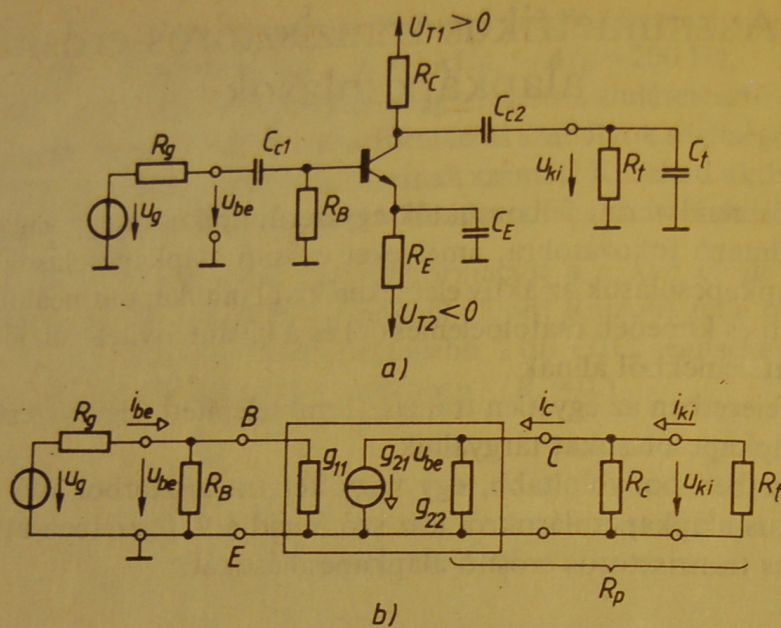 U_T1 > 0
R_C
C_c2
C_c1
R_g
R_B
u_g
u_be
u_ki
R_t
C_t
C_E
R_E
U_T2 < 0
a)
R_g
i_be
B
i_c
i_ki
g_11
g_21 u_be
C
u_g
u_be
R_B
g_22
R_c
u_ki
R_t
E
R_p
b)